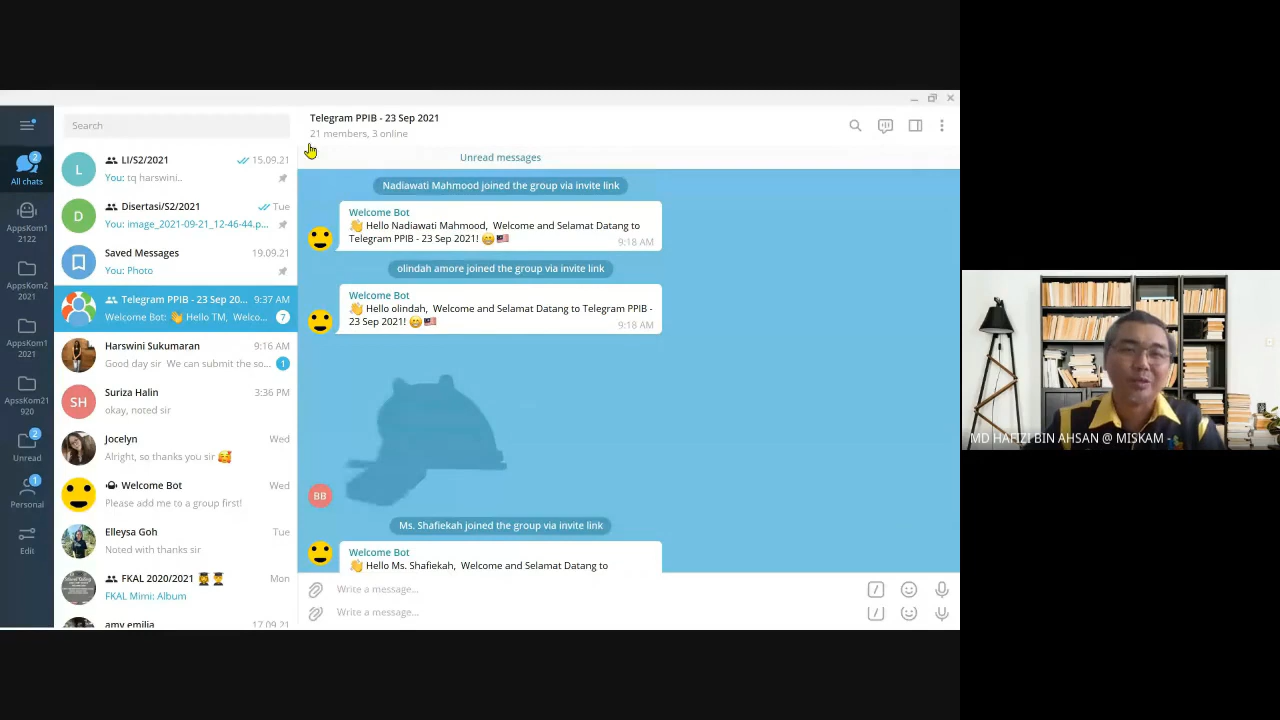 Search
All chats
2
AppsKom1
2122
AppsKom2
2021
AppsKom1
2021
ApssKom21
920
Unread
2
Personal
1
Edit
L
LI/S2/2021
15.09.21
You: tq harswini..
D
Disertasi/S2/2021
Tue
You: image_2021-09-21_12-46-44.p...
Saved Messages
19.09.21
You: Photo
Telegram PPIB - 23 Sep 20...
9:37 AM
Welcome Bot: 👋 Hello TM, Welco...
7
Harswini Sukumaran
9:16 AM
Good day sir We can submit the so...
1
SH
Suriza Halin
3:36 PM
okay, noted sir
Jocelyn
Wed
Alright, so thanks you sir 🥰
Welcome Bot
Wed
Please add me to a group first!
Elleysa Goh
Tue
Noted with thanks sir
FKAL 2020/2021 👩‍🎓👨‍🎓
Mon
FKAL Mimi: Album
amy emilia
17.09.21
Telegram PPIB - 23 Sep 2021
21 members, 3 online
Unread messages
Nadiawati Mahmood joined the group via invite link
Welcome Bot
👋 Hello Nadiawati Mahmood, Welcome and Selamat Datang to
Telegram PPIB - 23 Sep 2021! 😁🇲🇾
9:18 AM
olindah amore joined the group via invite link
Welcome Bot
👋 Hello olindah, Welcome and Selamat Datang to Telegram PPIB -
23 Sep 2021! 😁🇲🇾
9:18 AM
BB
Ms. Shafiekah joined the group via invite link
Welcome Bot
👋 Hello Ms. Shafiekah, Welcome and Selamat Datang to
Write a message...
Write a message...
MD HAFIZI BIN AHSAN @ MISKAM -